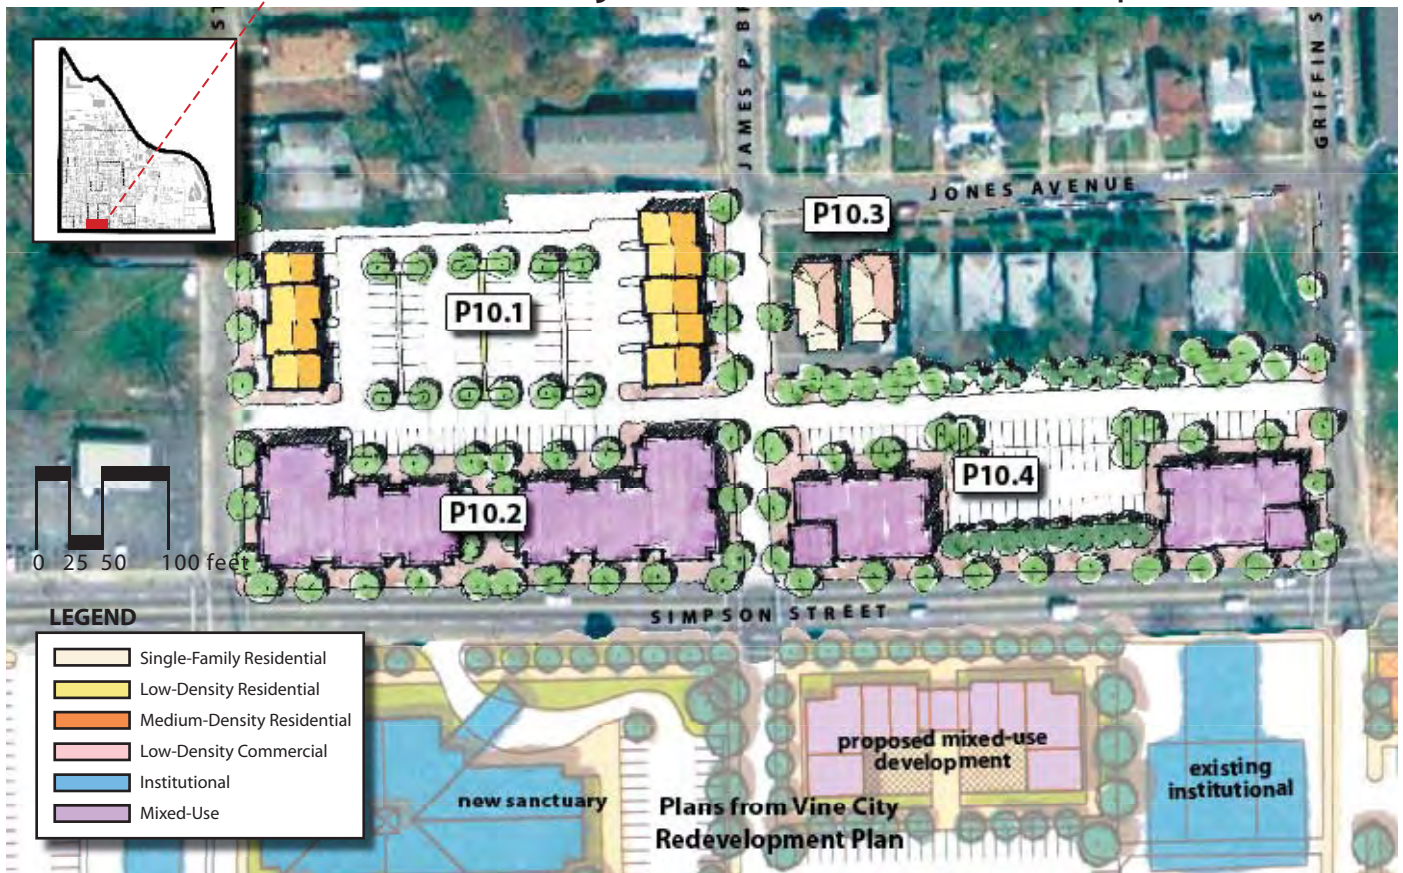 JAMES P. B
GRIFFIN S
JONES AVENUE
P10.3
P10.1
P10.4
P10.2
0 25 50 100 feet
SIMPSON STREET
LEGEND
Single-Family Residential
Low-Density Residential
Medium-Density Residential
Low-Density Commercial
Institutional
Mixed-Use
proposed mixed-use
development
existing
institutional
new sanctuary
Plans from Vine City
Redevelopment Plan